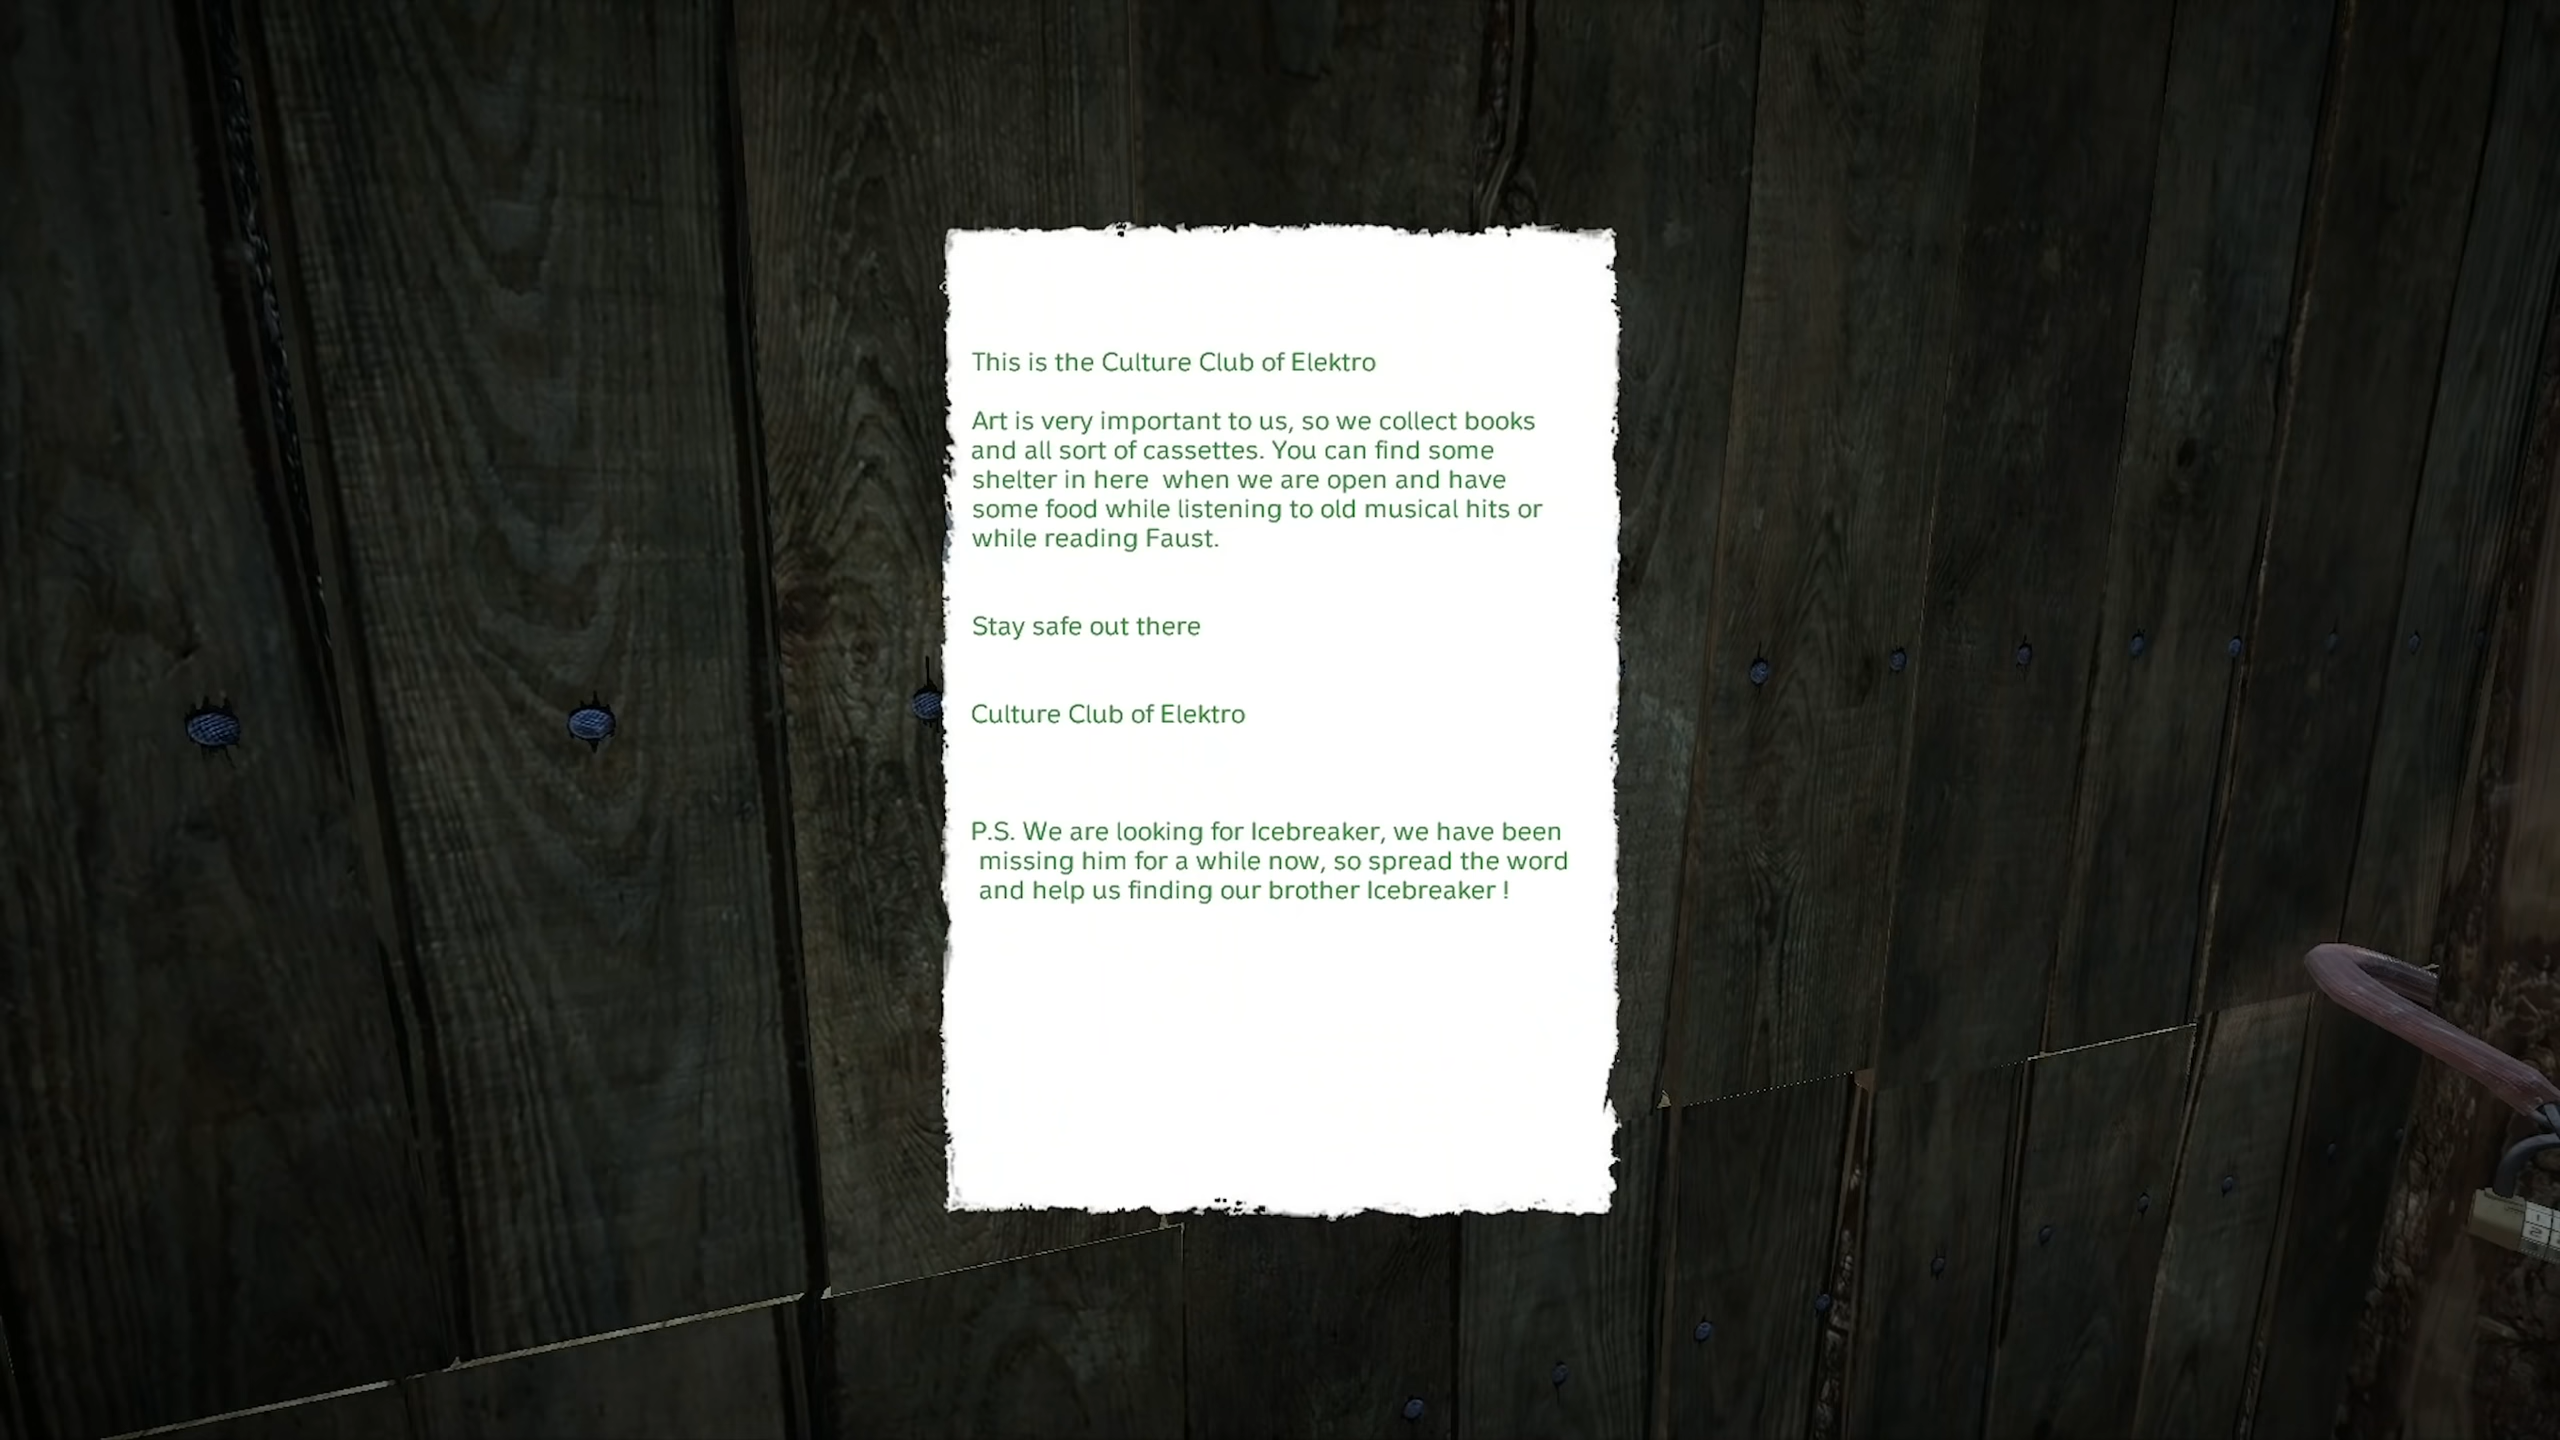 This is the Culture Club of Elektro
Art is very important to us, so we collect books
and all sort of cassettes. You can find some
shelter in here  when we are open and have
some food while listening to old musical hits or
while reading Faust.
Stay safe out there
Culture Club of Elektro
P.S. We are looking for Icebreaker, we have been
missing him for a while now, so spread the word
and help us finding our brother Icebreaker !